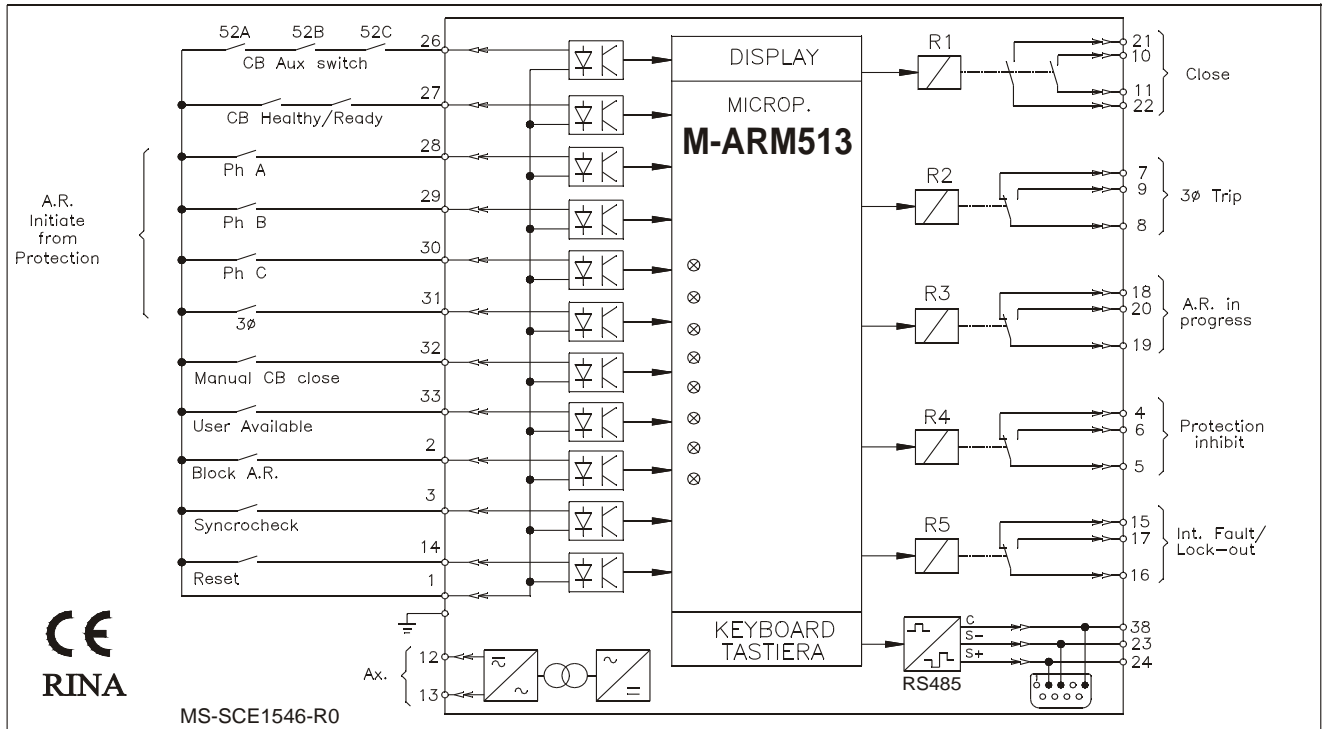 52A 52B 52C 26
CB Aux switch
27
CB Healthy/Ready
28
Ph A
29
Ph B
30
Ph C
31
3ø
A.R.
Initiate
from
Protection
32
Manual CB close
33
User Available
2
Block A.R.
3
Syncrocheck
14
Reset
1
Ax.
12
13
DISPLAY
MICROP.
M-ARM513
KEYBOARD
TASTIERA
R1
21
10
11
22
Close
R2
7
9
8
3ø Trip
R3
18
20
19
A.R. in
progress
R4
4
6
5
Protection
inhibit
R5
15
17
16
Int. Fault/
Lock-out
RS485
C
S-
S+
38
23
24
1
CE
RINA
MS-SCE1546-R0